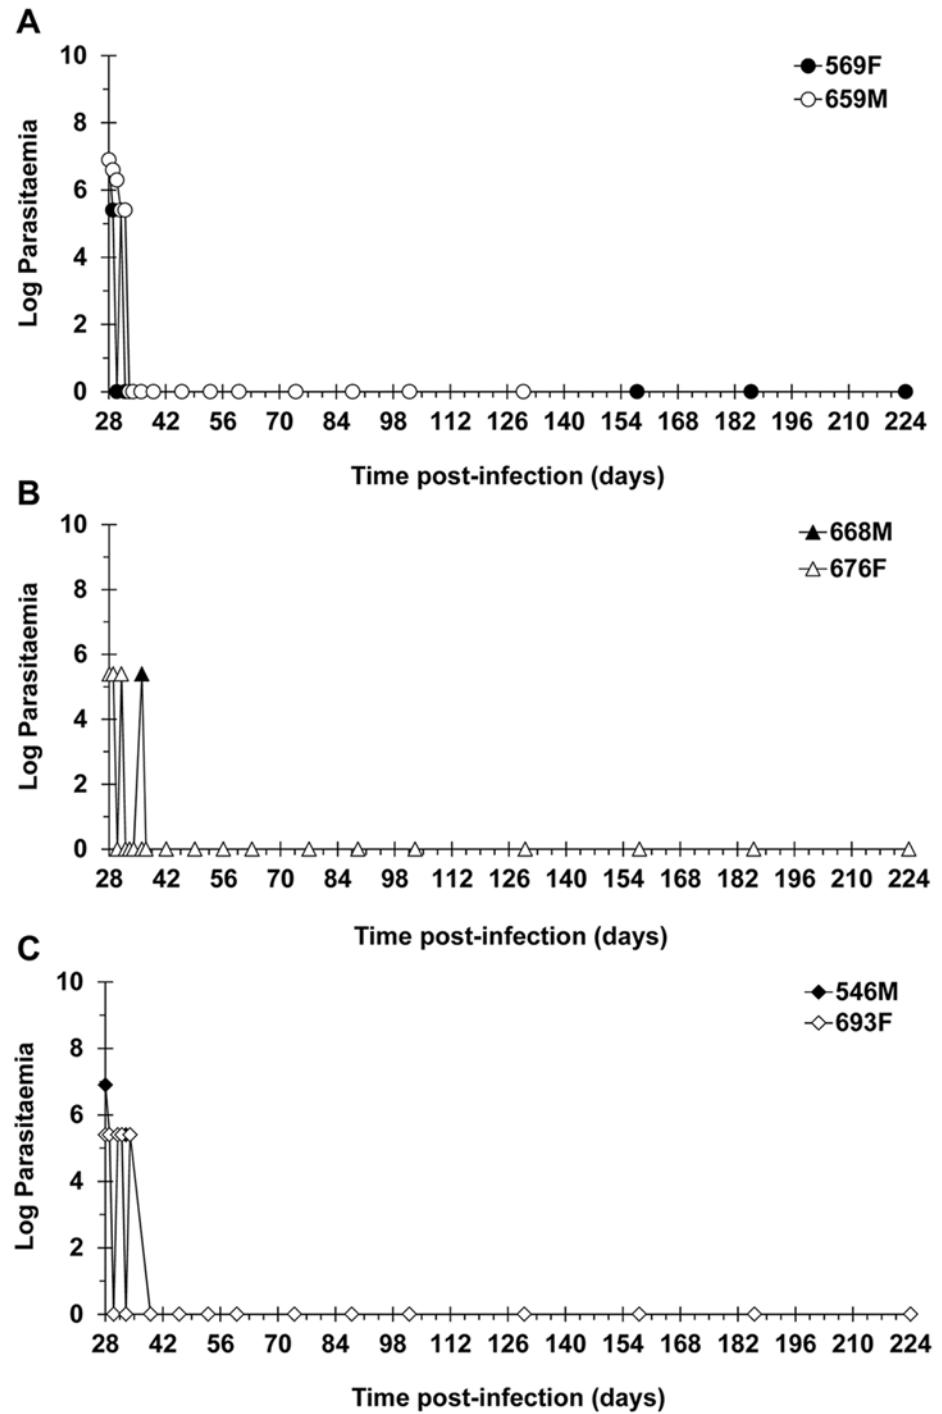 A
10
8
6
4
2
0
Log Parasitaemia
569F
659M
28 42 56 70 84 98 112 126 140 154 168 182 196 210 224
Time post-infection (days)
B
10
8
6
4
2
0
Log Parasitaemia
668M
676F
28 42 56 70 84 98 112 126 140 154 168 182 196 210 224
Time post-infection (days)
C
10
8
6
4
2
0
Log Parasitaemia
546M
693F
28 42 56 70 84 98 112 126 140 154 168 182 196 210 224
Time post-infection (days)